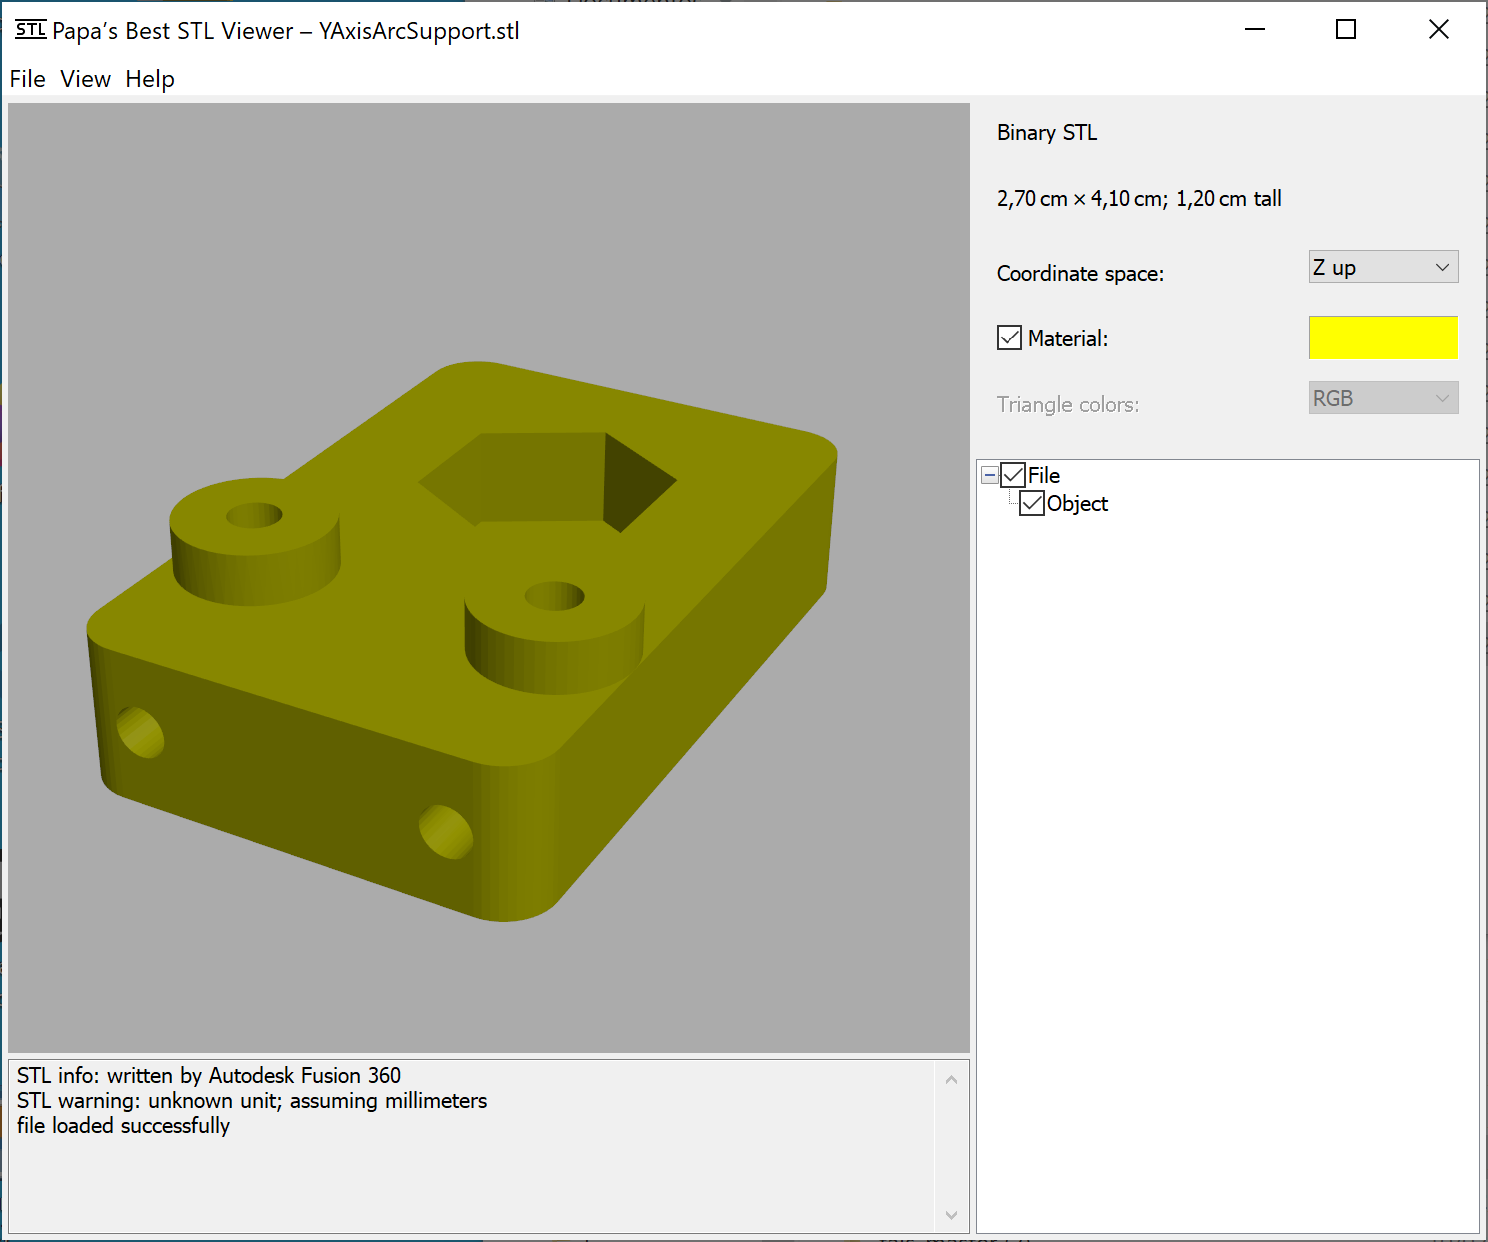 STL Papa’s Best STL Viewer – YAxisArcSupport.stl
File View Help
Binary STL
2,70 cm × 4,10 cm; 1,20 cm tall
Coordinate space: Z up
Material:
Triangle colors: RGB
File
Object
STL info: written by Autodesk Fusion 360
STL warning: unknown unit; assuming millimeters
file loaded successfully